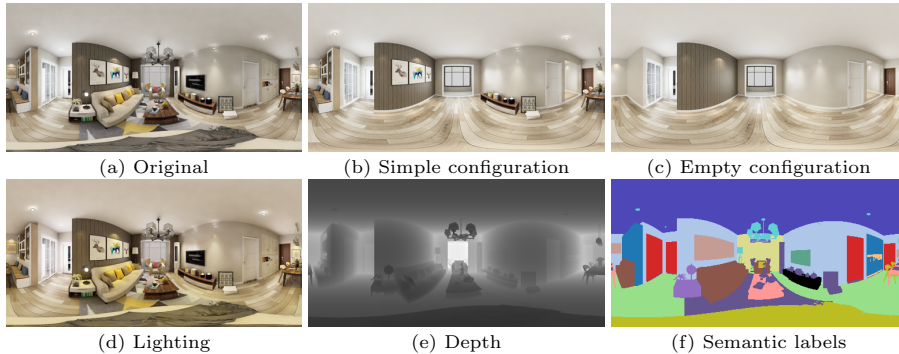 (a) Original
(b) Simple configuration
(c) Empty configuration
(d) Lighting
(e) Depth
(f) Semantic labels